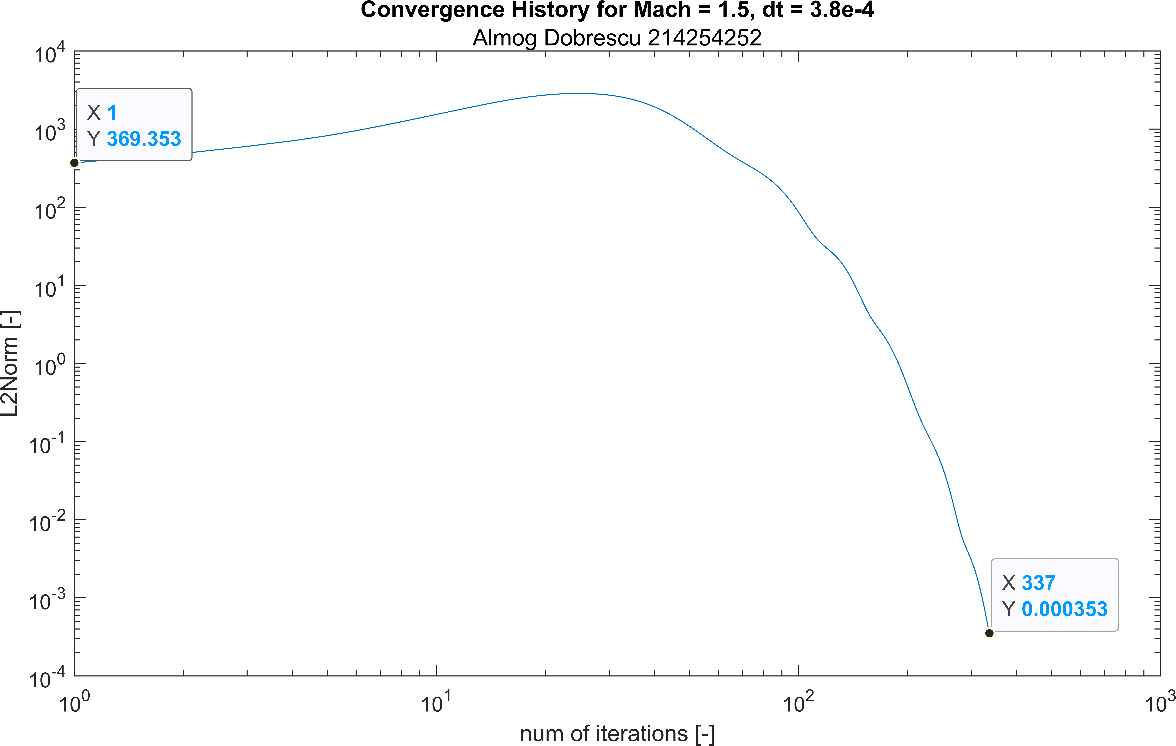 Convergence History for Mach = 1.5, dt = 3.8e-4
Almog Dobrescu 214254252
10^4
10^3
10^2
10^1
10^0
10^-1
10^-2
10^-3
10^-4
L2Norm [-]
X 1
Y 369.353
X 337
Y 0.000353
10^0
10^1
10^2
10^3
num of iterations [-]